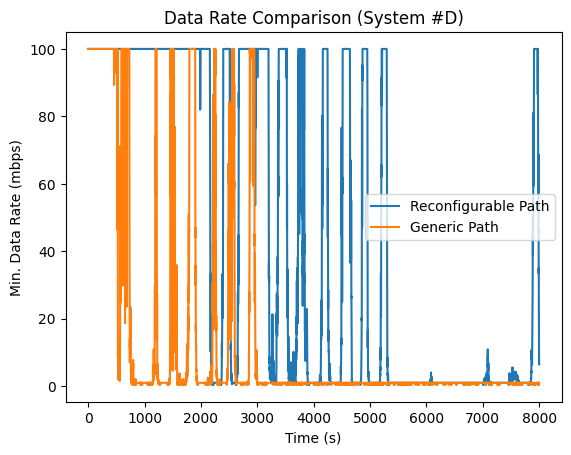 Data Rate Comparison (System #D)
Min. Data Rate (mbps)
100
80
60
40
20
0
Reconfigurable Path
Generic Path
0 1000 2000 3000 4000 5000 6000 7000 8000
Time (s)